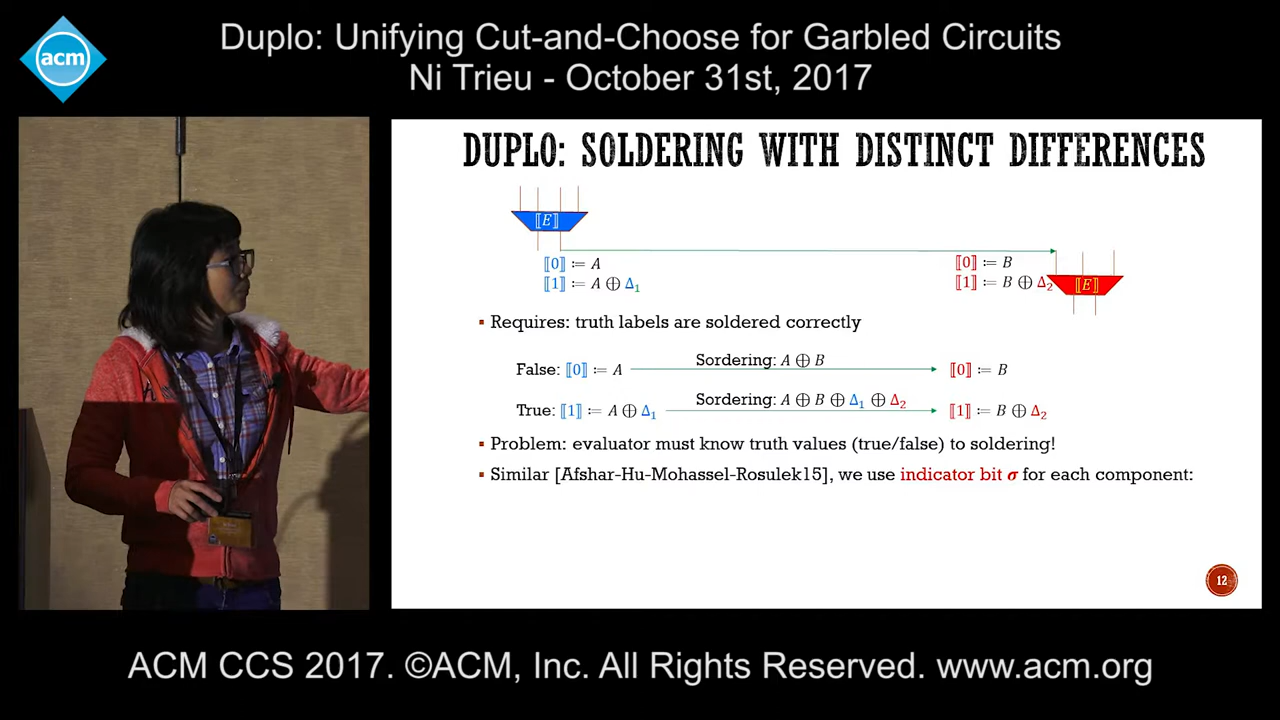 Duplo: Unifying Cut-and-Choose for Garbled Circuits
Ni Trieu - October 31st, 2017
acm
DUPLO: SOLDERING WITH DISTINCT DIFFERENCES
⟦E⟧
⟦0⟧ := A
⟦1⟧ := A ⊕ Δ₁
⟦0⟧ := B
⟦1⟧ := B ⊕ Δ₂
⟦E⟧
▪ Requires: truth labels are soldered correctly
False: ⟦0⟧ := A Sordering: A ⊕ B ⟦0⟧ := B
True: ⟦1⟧ := A ⊕ Δ₁ Sordering: A ⊕ B ⊕ Δ₁ ⊕ Δ₂ ⟦1⟧ := B ⊕ Δ₂
▪ Problem: evaluator must know truth values (true/false) to soldering!
▪ Similar [Afshar-Hu-Mohassel-Rosulek15], we use indicator bit σ for each component:
12
ACM CCS 2017. ©ACM, Inc. All Rights Reserved. www.acm.org